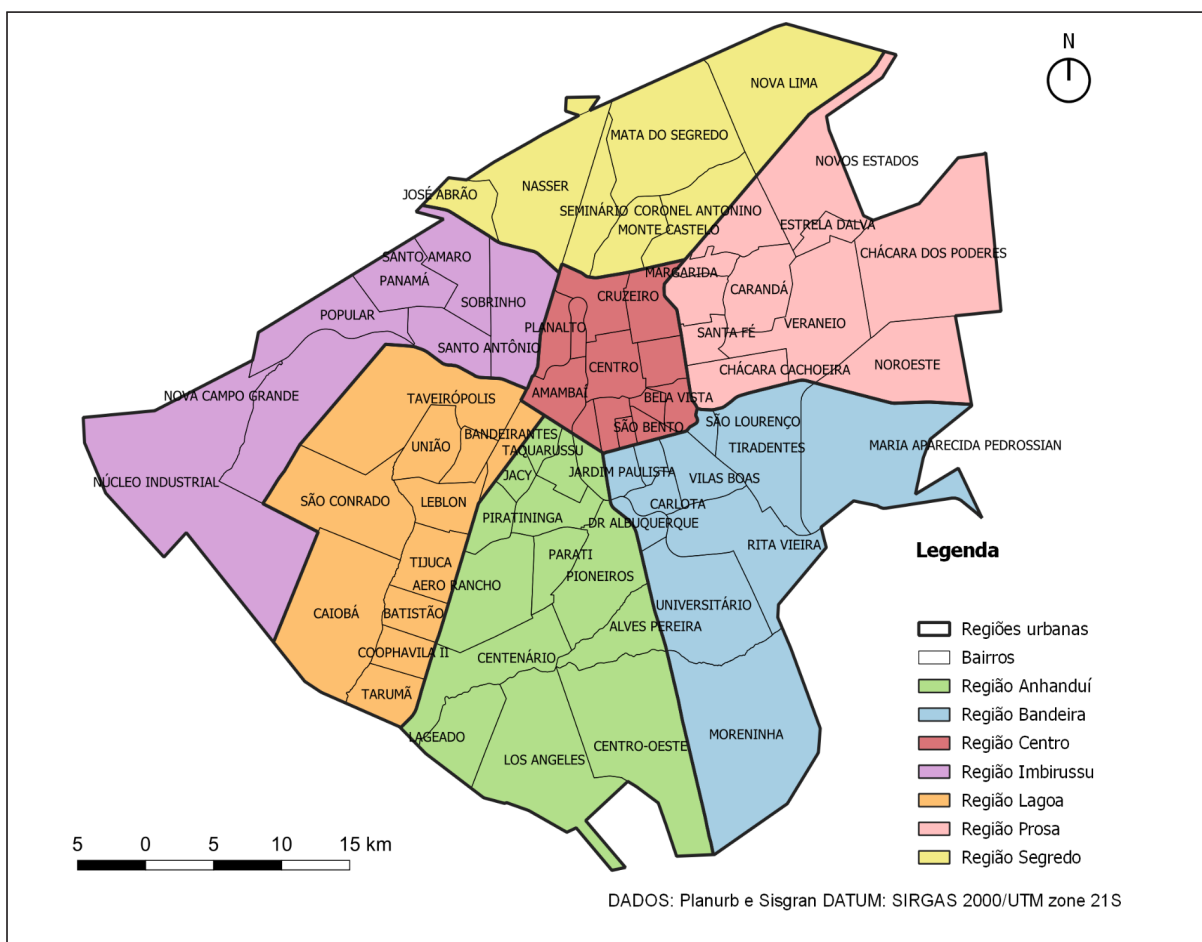 N
NOVA LIMA
MATA DO SEGREDO
NOVOS ESTADOS
NASSER
JOSÉ ABRÃO
SEMINÁRIO
CORONEL ANTONINO
MONTE CASTELO
ESTRELA DALVA
CHÁCARA DOS PODERES
SANTO AMARO
MARGARIDA
PANAMÁ
CARANDÁ
CRUZEIRO
SOBRINHO
POPULAR
PLANALTO
SANTA FÉ
VERANEIO
SANTO ANTÔNIO
CENTRO
CHÁCARA CACHOEIRA
NOROESTE
NOVA CAMPO GRANDE
TAVEIRÓPOLIS
AMAMBAÍ
BELA VISTA
SÃO LOURENÇO
SÃO BENTO
BANDEIRANTES
UNIÃO
TAQUARUSSU
TIRADENTES
MARIA APARECIDA PEDROSSIAN
NÚCLEO INDUSTRIAL
JACY
JARDIM PAULISTA
VILAS BOAS
SÃO CONRADO
LEBLON
CARLOTA
PIRATININGA
DR ALBUQUERQUE
RITA VIEIRA
PARATI
TIJUCA
PIONEIROS
AERO RANCHO
CAIOBÁ
BATISTÃO
UNIVERSITÁRIO
ALVES PEREIRA
COOPHAVILA II
CENTENÁRIO
TARUMÃ
LAGEADO
LOS ANGELES
CENTRO-OESTE
MORENINHA
Legenda
Regiões urbanas
Bairros
Região Anhanduí
Região Bandeira
Região Centro
Região Imbirussu
Região Lagoa
Região Prosa
Região Segredo
5 0 5 10 15 km
DADOS: Planurb e Sisgran DATUM: SIRGAS 2000/UTM zone 21S